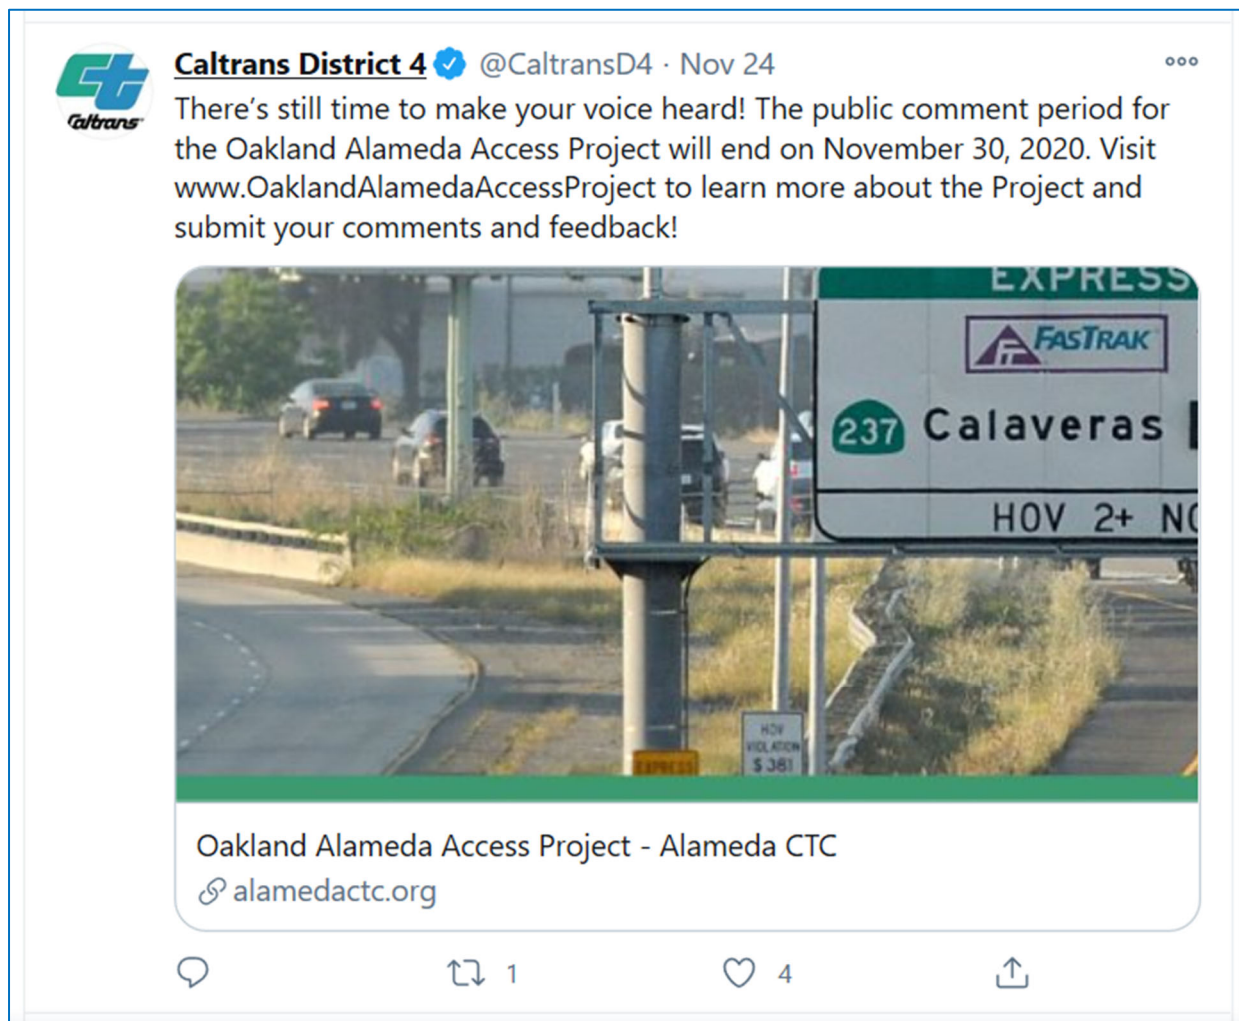 Caltrans District 4 @CaltransD4 · Nov 24
Caltrans
There's still time to make your voice heard! The public comment period for
the Oakland Alameda Access Project will end on November 30, 2020. Visit
www.OaklandAlamedaAccessProject to learn more about the Project and
submit your comments and feedback!
EXPRESS
FASTRAK
237 Calaveras
HOV 2+ NO
HOV
VIOLATION
$ 381
EXPRESS
Oakland Alameda Access Project - Alameda CTC
alamedactc.org
1 4